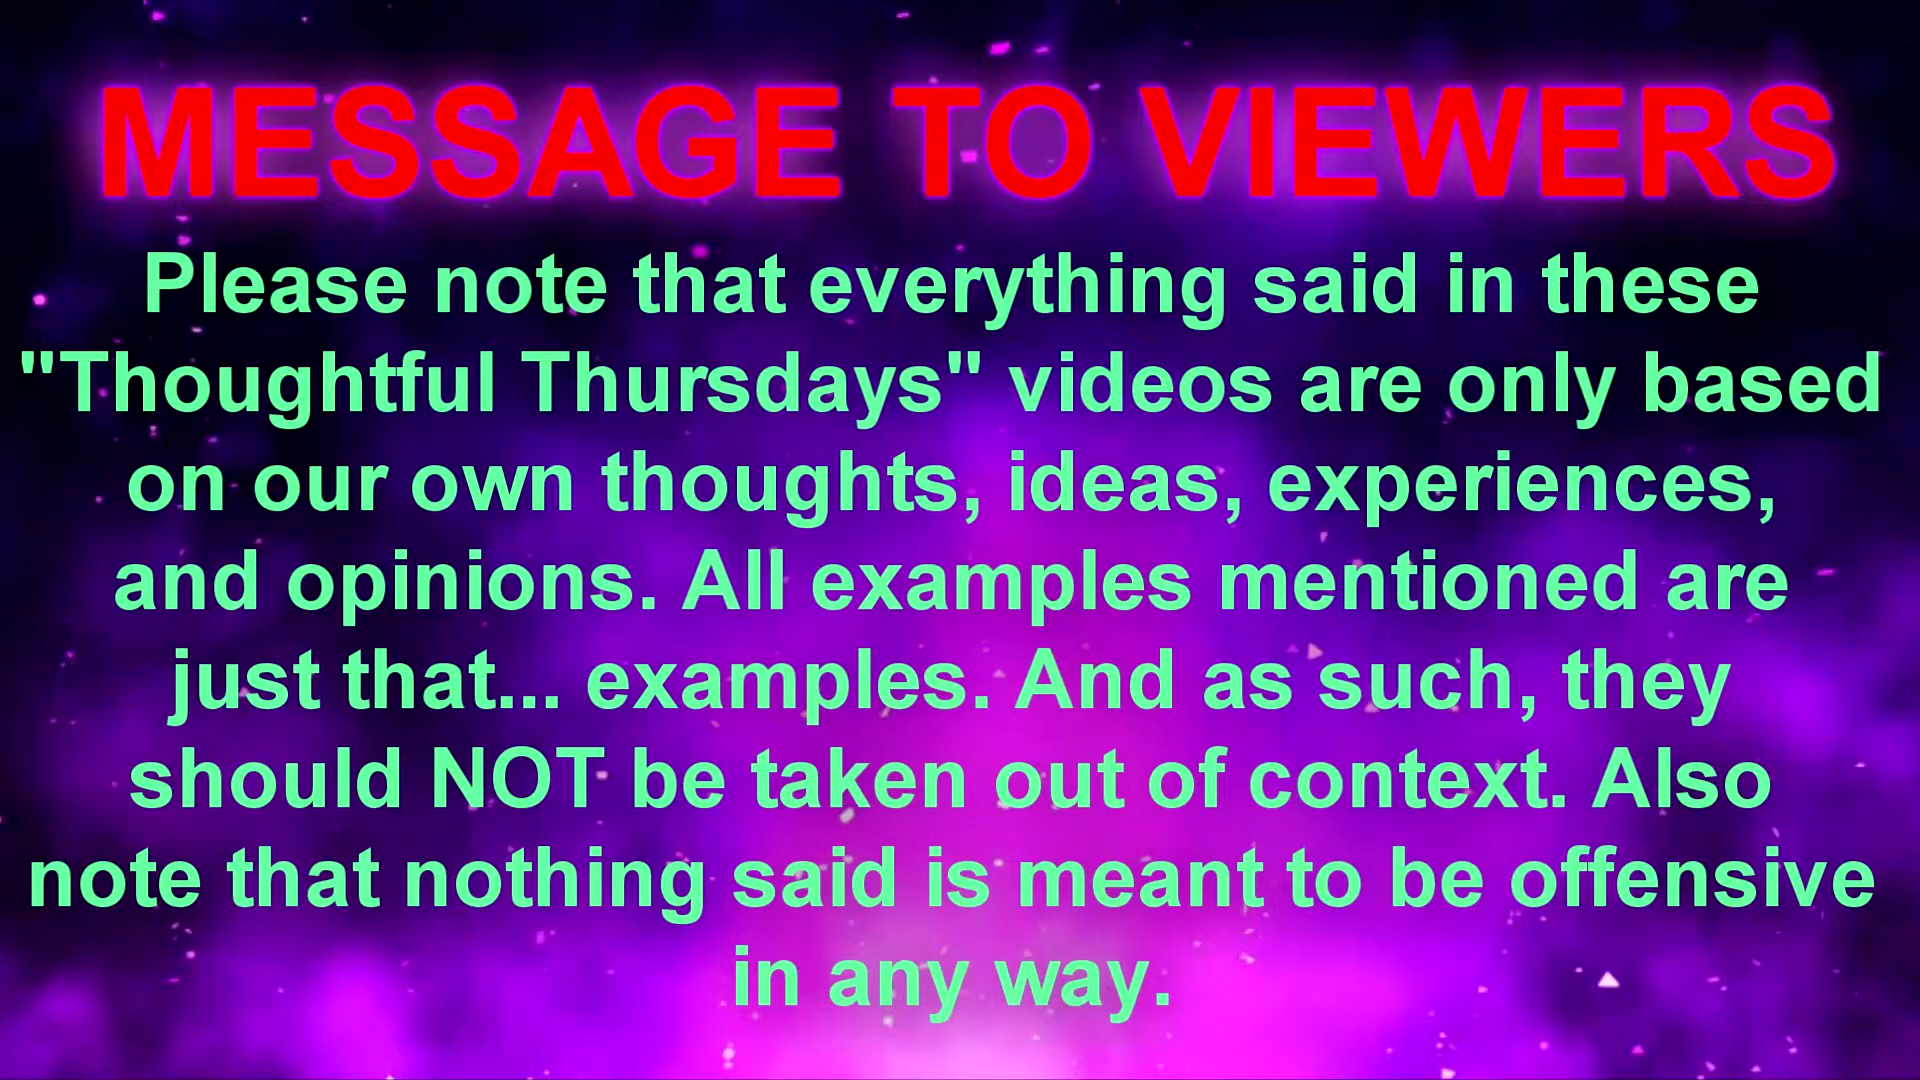 MESSAGE TO VIEWERS
Please note that everything said in these
"Thoughtful Thursdays" videos are only based
on our own thoughts, ideas, experiences,
and opinions. All examples mentioned are
just that... examples. And as such, they
should NOT be taken out of context. Also
note that nothing said is meant to be offensive
in any way.